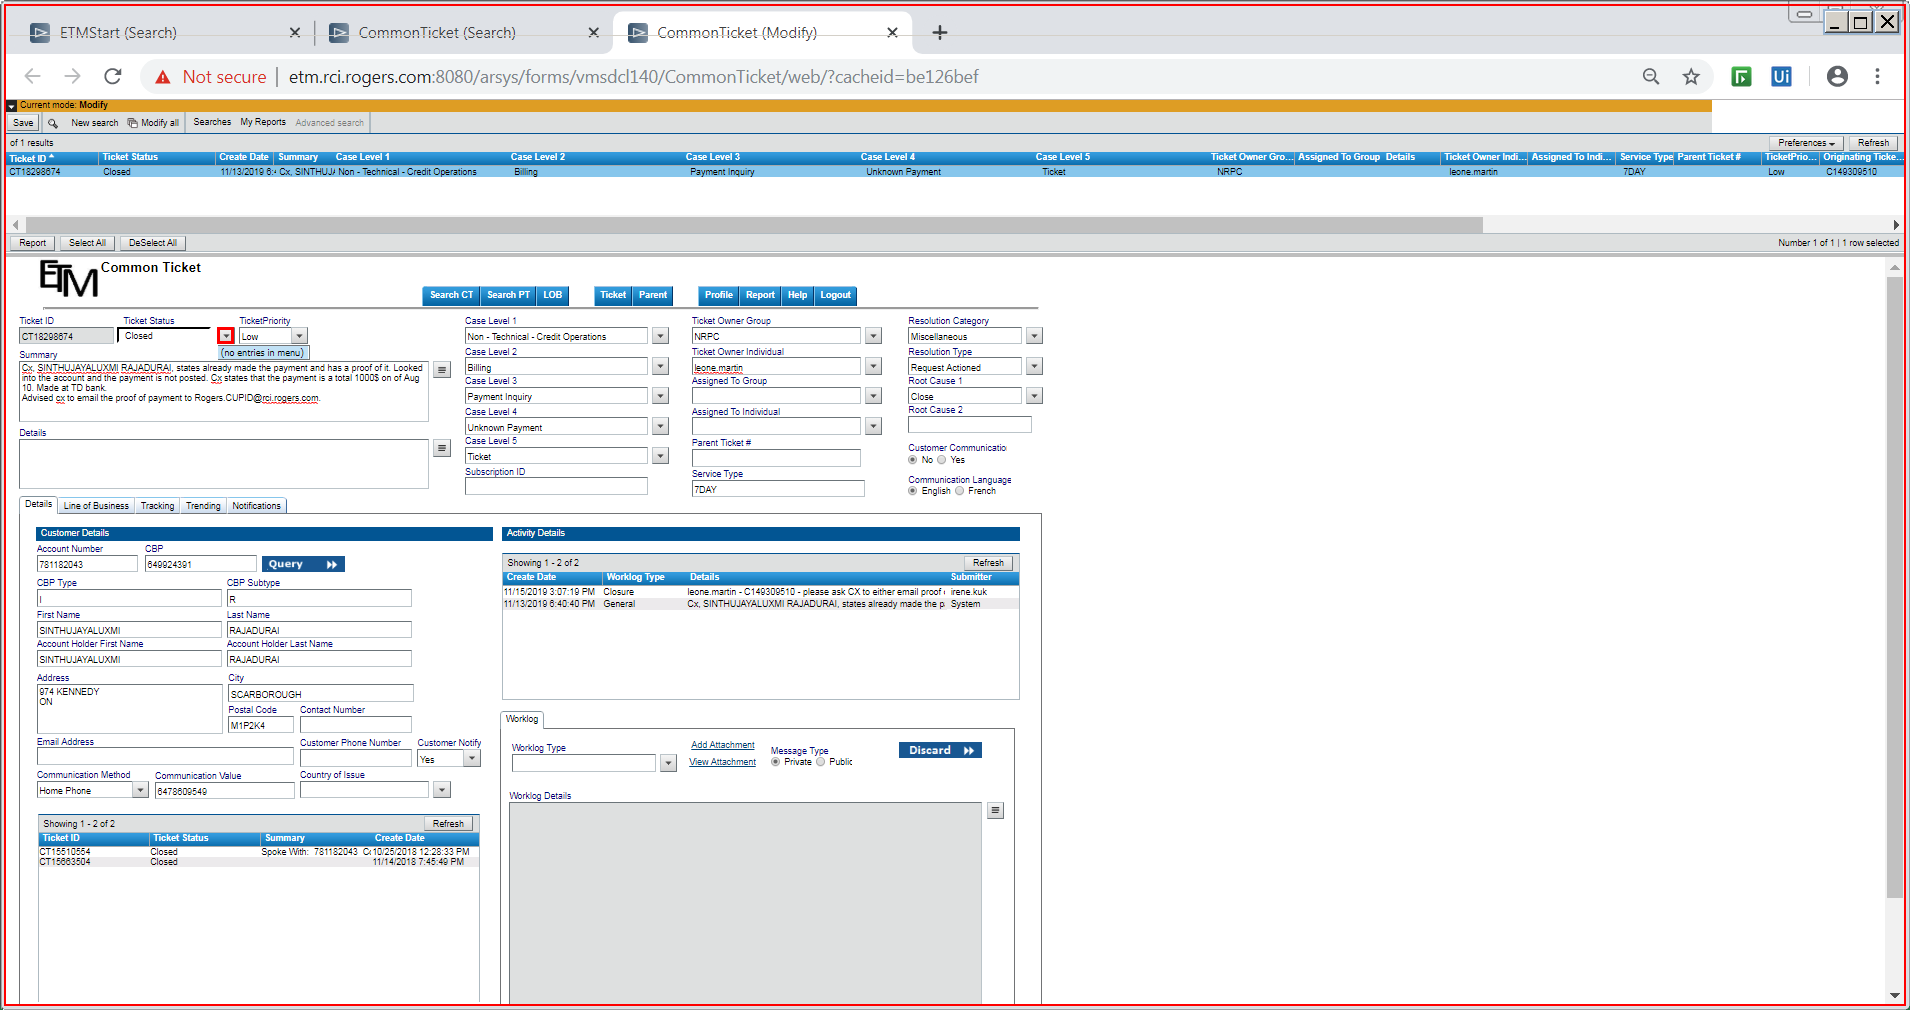 ETMStart (Search)
CommonTicket (Search)
CommonTicket (Modify)
Not secure | etm.rci.rogers.com:8080/arsys/forms/vmsdcl140/CommonTicket/web/?cacheid=be126bef
Ui
Current mode: Modify
Save New search Modify all Searches My Reports Advanced search
of 1 results Preferences Refresh
Ticket ID Ticket Status Create Date Summary Case Level 1 Case Level 2 Case Level 3 Case Level 4 Case Level 5 Ticket Owner Gro... Assigned To Group Details Ticket Owner Indi... Assigned To Indi... Service Type Parent Ticket # TicketPrio... Originating Ticke...
CT18298674 Closed 11/13/2019 6:4 Cx, SINTHUJA Non - Technical - Credit Operations Billing Payment Inquiry Unknown Payment Ticket NRPC leone.martin 7DAY Low C149309510
Report Select All DeSelect All Number 1 of 1 | 1 row selected
ETM Common Ticket
Search CT Search PT LOB Ticket Parent Profile Report Help Logout
Ticket ID Ticket Status TicketPriority
CT18298674 Closed Low
(no entries in menu)
Summary
Cx, SINTHUJAYALUXMI RAJADURAI, states already made the payment and has a proof of it. Looked
into the account and the payment is not posted. Cx states that the payment is a total 1000$ on of Aug
10. Made at TD bank.
Advised cx to email the proof of payment to Rogers.CUPID@rci.rogers.com.
Details
Case Level 1
Non - Technical - Credit Operations
Case Level 2
Billing
Case Level 3
Payment Inquiry
Case Level 4
Unknown Payment
Case Level 5
Ticket
Subscription ID
Ticket Owner Group
NRPC
Ticket Owner Individual
leone.martin
Assigned To Group
Assigned To Individual
Parent Ticket #
Service Type
7DAY
Resolution Category
Miscellaneous
Resolution Type
Request Actioned
Root Cause 1
Close
Root Cause 2
Customer Communicatio
No Yes
Communication Language
English French
Details Line of Business Tracking Trending Notifications
Customer Details
Account Number CBP
781182043 649924391 Query
CBP Type CBP Subtype
I R
First Name Last Name
SINTHUJAYALUXMI RAJADURAI
Account Holder First Name Account Holder Last Name
SINTHUJAYALUXMI RAJADURAI
Address City
974 KENNEDY
ON
SCARBOROUGH
Postal Code Contact Number
M1P2K4
Email Address Customer Phone Number Customer Notify
Yes
Communication Method Communication Value Country of Issue
Home Phone 6478609549
Showing 1 - 2 of 2 Refresh
Ticket ID Ticket Status Summary Create Date
CT15510554 Closed Spoke With: 781182043 Co 10/25/2018 12:28:33 PM
CT15663504 Closed 11/14/2018 7:45:49 PM
Activity Details
Showing 1 - 2 of 2 Refresh
Create Date Worklog Type Details Submitter
11/15/2019 3:07:19 PM Closure leone.martin - C149309510 - please ask CX to either email proof irene.kuk
11/13/2019 6:40:40 PM General Cx, SINTHUJAYALUXMI RAJADURAI, states already made the pa System
Worklog
Worklog Type Add Attachment Message Type Discard
View Attachment Private Public
Worklog Details